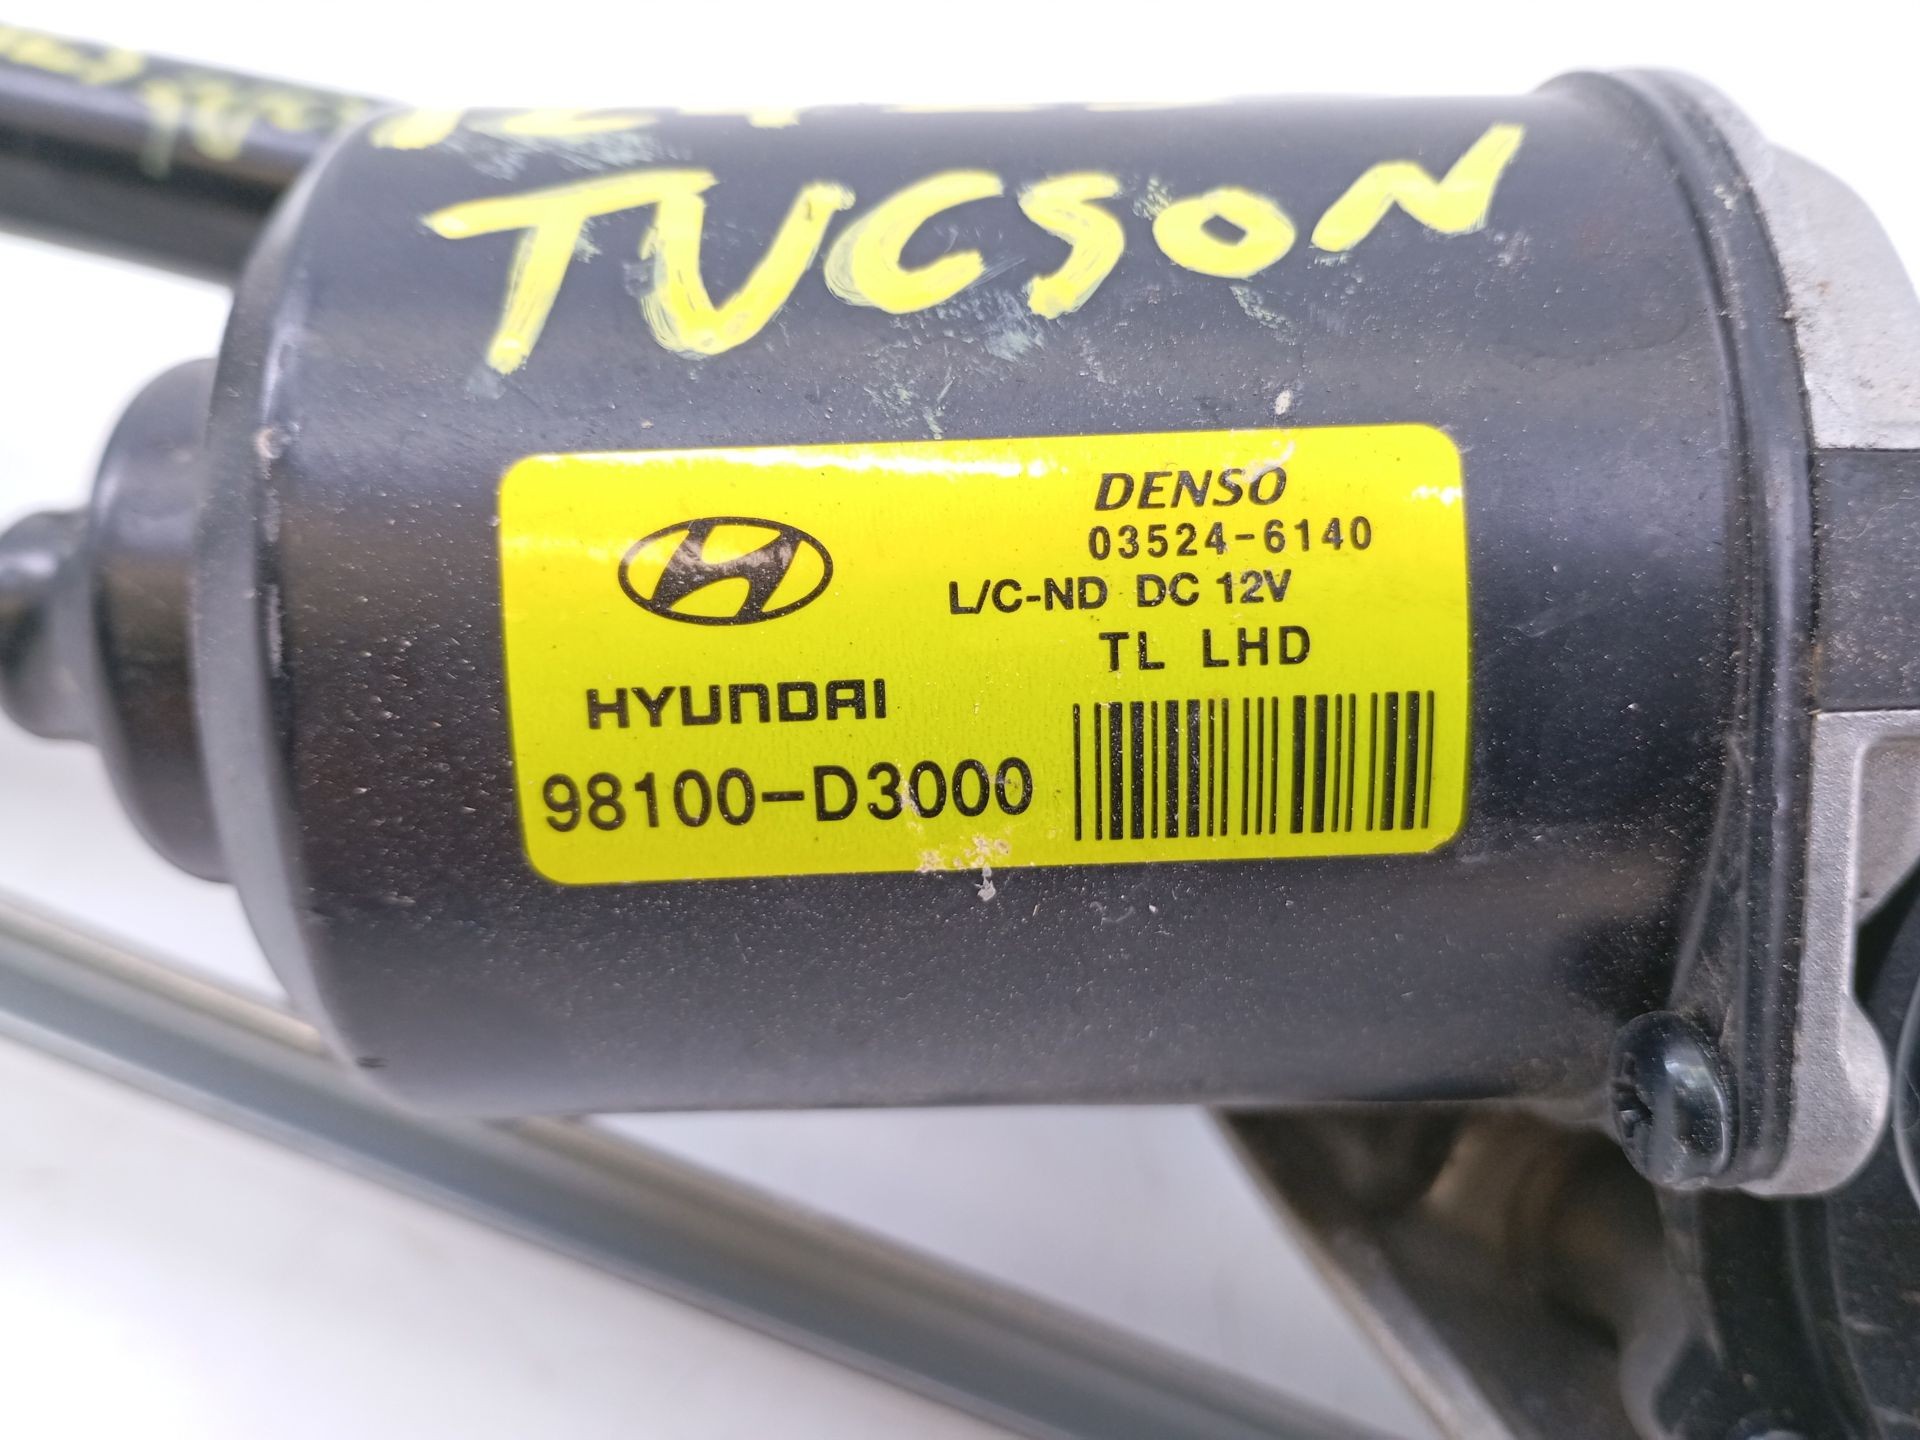 TUCSON
DENSO
03524-6140
L/C-ND DC 12V
TL LHD
HYUNDAI
98100-D3000